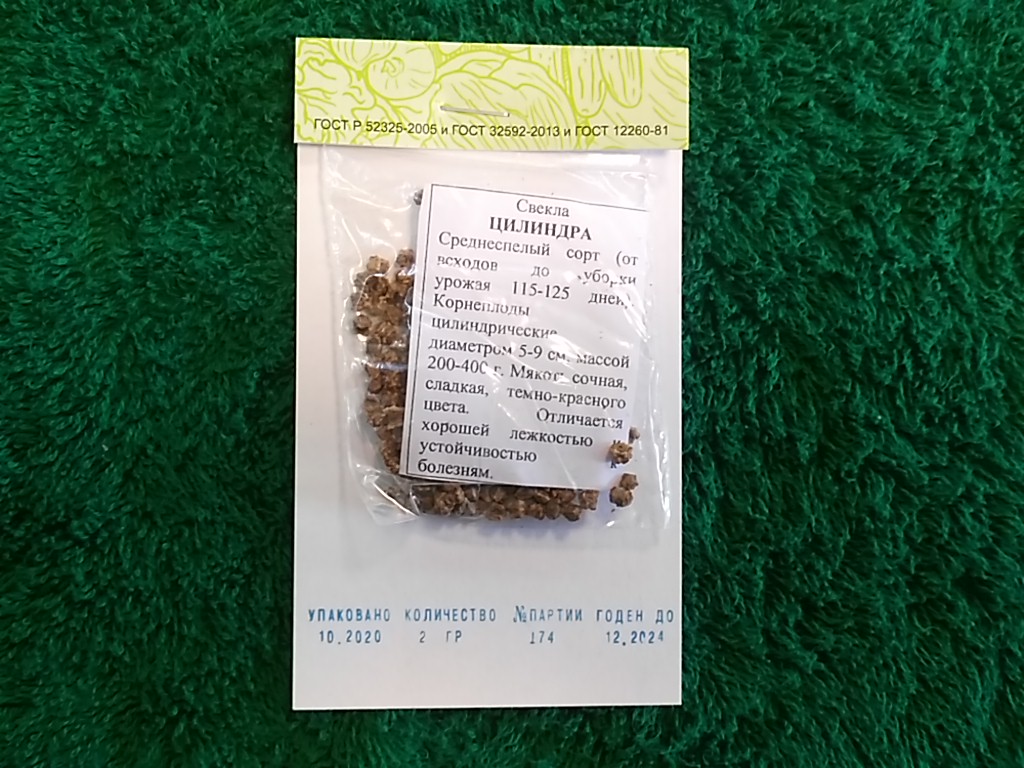 ГОСТ Р 52325-2005 и ГОСТ 32592-2013 и ГОСТ 12260-81
Свекла
ЦИЛИНДРА
Среднеспелый сорт (от
всходов до уборки
урожая 115-125 дней).
Корнеплоды
цилиндрические
диаметром 5-9 см, массой
200-400 г. Мякоть сочная,
сладкая, темно-красного
цвета. Отличается
хорошей лежкостью
устойчивостью к
болезням.
УПАКОВАНО КОЛИЧЕСТВО №ПАРТИИ ГОДЕН ДО
10.2020 2 ГР 174 12.2024